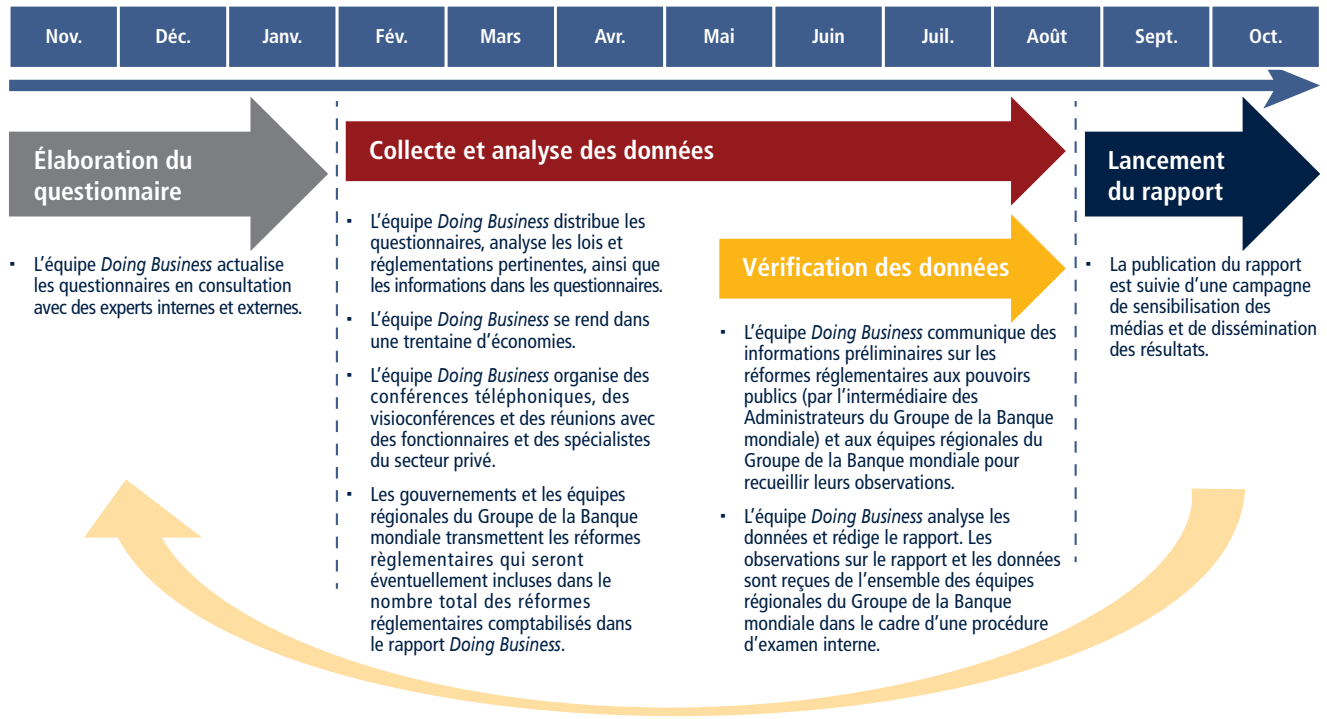 Nov. Déc. Janv. Fév. Mars Avr. Mai Juin Juil. Août Sept. Oct.
Élaboration du
questionnaire
▪ L'équipe Doing Business actualise
les questionnaires en consultation
avec des experts internes et externes.
Collecte et analyse des données
▪ L'équipe Doing Business distribue les
questionnaires, analyse les lois et
réglementations pertinentes, ainsi que
les informations dans les questionnaires.
▪ L'équipe Doing Business se rend dans
une trentaine d'économies.
▪ L'équipe Doing Business organise des
conférences téléphoniques, des
visioconférences et des réunions avec
des fonctionnaires et des spécialistes
du secteur privé.
▪ Les gouvernements et les équipes
régionales du Groupe de la Banque
mondiale transmettent les réformes
règlementaires qui seront
éventuellement incluses dans le
nombre total des réformes
réglementaires comptabilisés dans
le rapport Doing Business.
Vérification des données
▪ L'équipe Doing Business communique des
informations préliminaires sur les
réformes réglementaires aux pouvoirs
publics (par l'intermédiaire des
Administrateurs du Groupe de la Banque
mondiale) et aux équipes régionales du
Groupe de la Banque mondiale pour
recueillir leurs observations.
▪ L'équipe Doing Business analyse les
données et rédige le rapport. Les
observations sur le rapport et les données
sont reçues de l'ensemble des équipes
régionales du Groupe de la Banque
mondiale dans le cadre d'une procédure
d'examen interne.
Lancement
du rapport
▪ La publication du rapport
est suivie d'une campagne
de sensibilisation des
médias et de dissémination
des résultats.